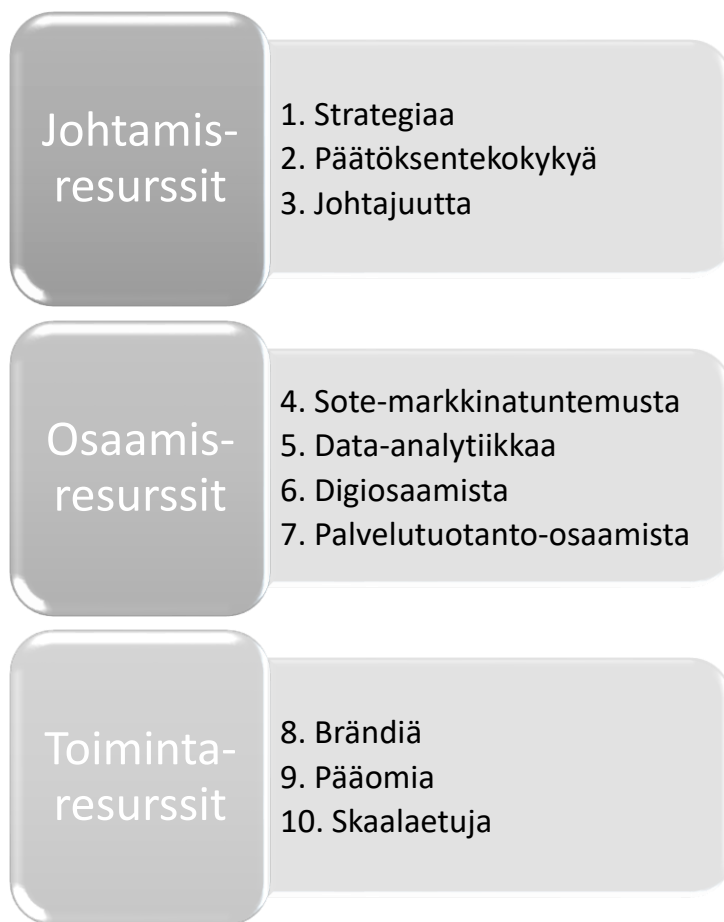 Johtamis-
resurssit
1. Strategiaa
2. Päätöksentekokykyä
3. Johtajuutta
Osaamis-
resurssit
4. Sote-markkinatuntemusta
5. Data-analytiikkaa
6. Digiosaamista
7. Palvelutuotanto-osaamista
Toiminta-
resurssit
8. Brändiä
9. Pääomia
10. Skaalaetuja